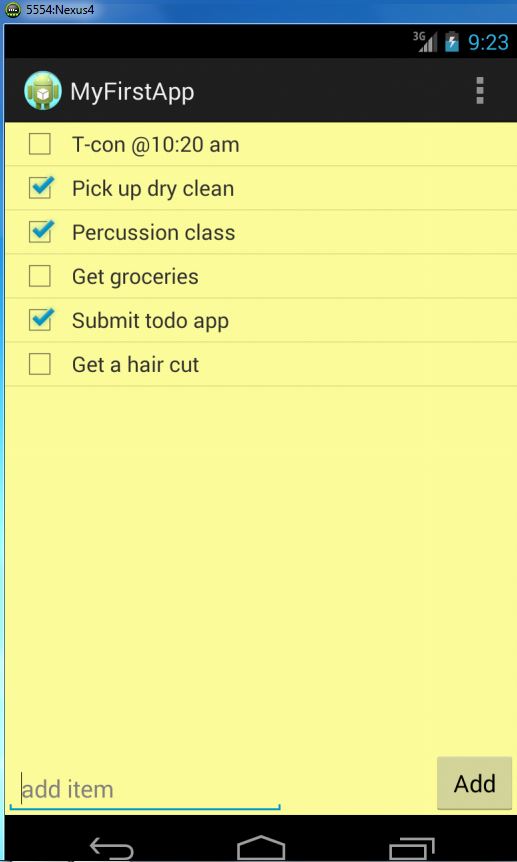 5554:Nexus4
3G 9:23
MyFirstApp
T-con @10:20 am
Pick up dry clean
Percussion class
Get groceries
Submit todo app
Get a hair cut
add item
Add